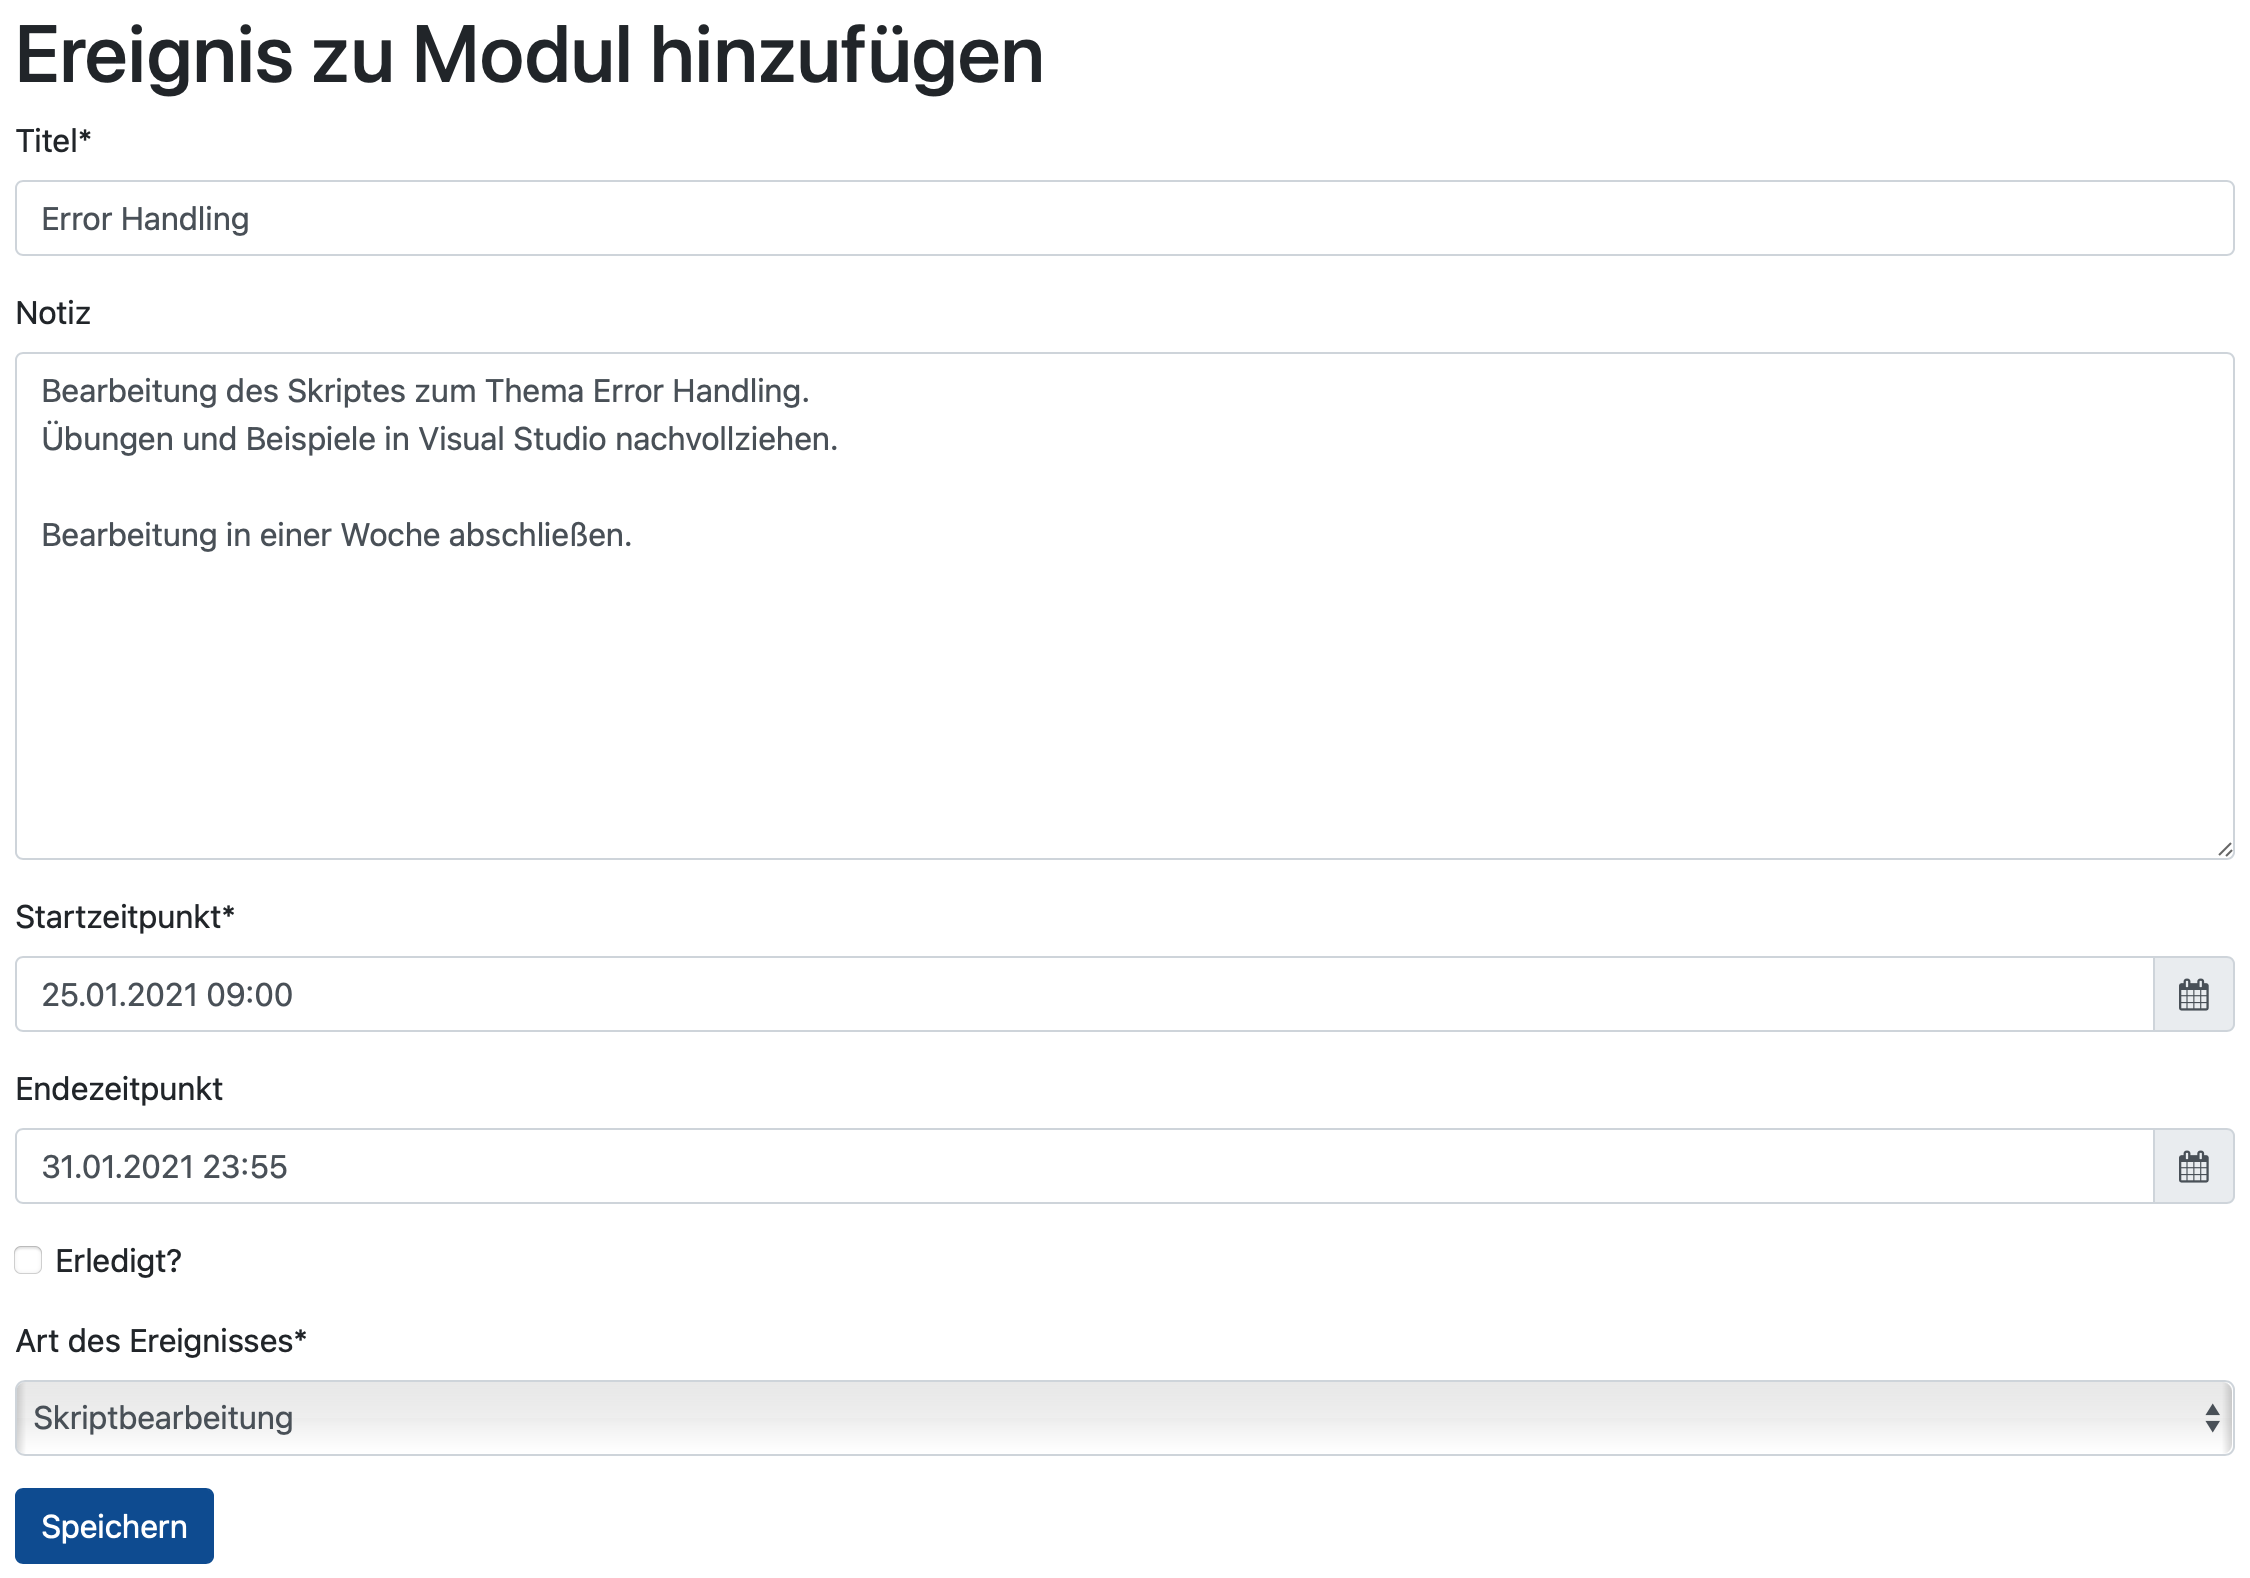 Ereignis zu Modul hinzufügen
Titel*
Error Handling
Notiz
Bearbeitung des Skriptes zum Thema Error Handling.
Übungen und Beispiele in Visual Studio nachvollziehen.
Bearbeitung in einer Woche abschließen.
Startzeitpunkt*
25.01.2021 09:00
Endezeitpunkt
31.01.2021 23:55
Erledigt?
Art des Ereignisses*
Skriptbearbeitung
Speichern